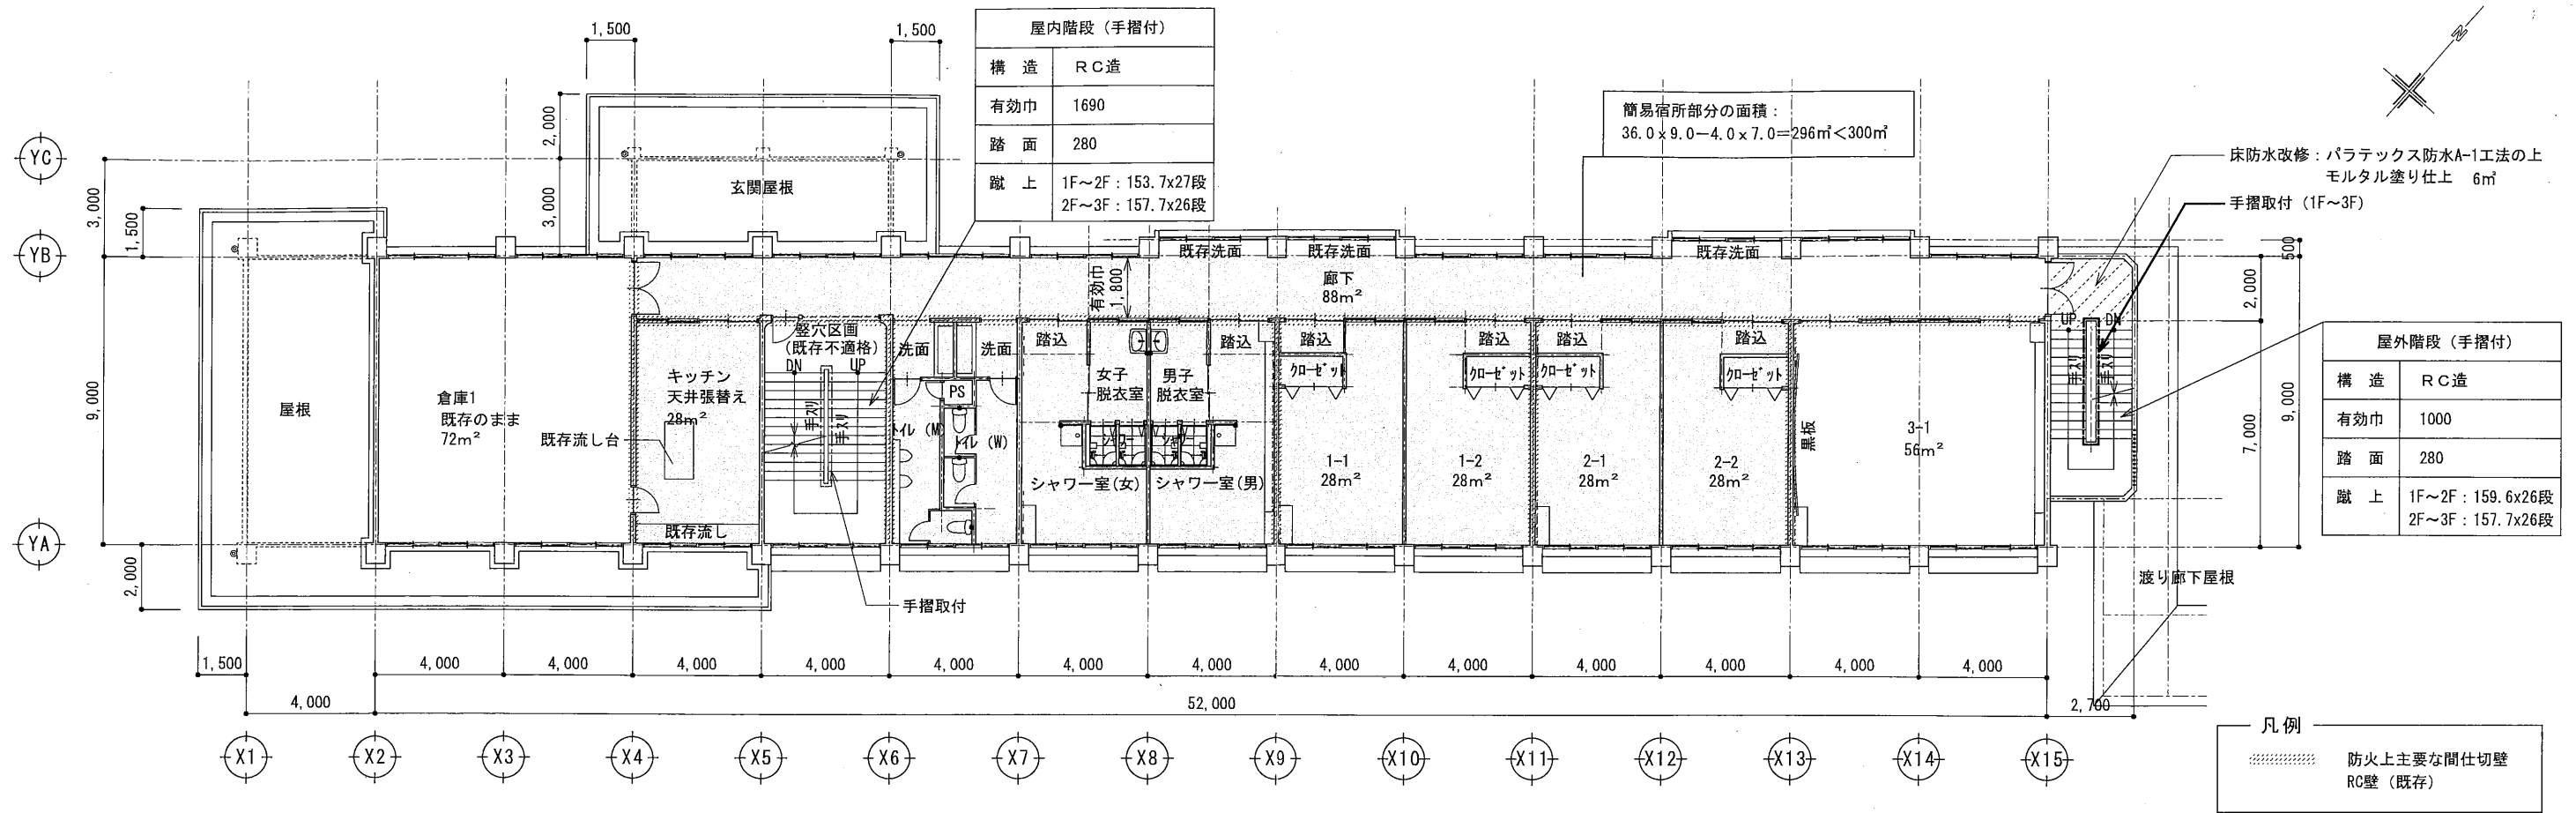 1,500
1,500
屋内階段（手摺付）
構　造　ＲＣ造
有効巾　1690
踏　面　280
蹴　上　1F～2F：153.7x27段
2F～3F：157.7x26段
N
簡易宿所部分の面積：
36.0x9.0－4.0x7.0=296㎡＜300㎡
床防水改修：パラテックス防水A-1工法の上
モルタル塗り仕上　6㎡
手摺取付（1F～3F）
YC
YB
YA
3,000
9,000
1,500
2,000
2,000
3,000
玄関屋根
既存洗面
既存洗面
既存洗面
廊下
88m²
有効巾
1,800
500
2,000
7,000
9,000
屋根
倉庫1
既存のまま
72m²
キッチン
天井張替え
28m²
既存流し台
既存流し
竪穴区画
（既存不適格）
DN
UP
手スリ
手スリ
洗面
洗面
PS
トイレ（M）
トイレ（W）
踏込
女子
脱衣室
男子
脱衣室
踏込
シャワー
シャワー
シャワー室(女)
シャワー室(男)
踏込
クローゼット
1-1
28m²
踏込
クローゼット
1-2
28m²
踏込
クローゼット
2-1
28m²
踏込
クローゼット
2-2
28m²
黒板
3-1
56m²
UP
DN
手スリ
手スリ
屋外階段（手摺付）
構　造　ＲＣ造
有効巾　1000
踏　面　280
蹴　上　1F～2F：159.6x26段
2F～3F：157.7x26段
渡り廊下屋根
手摺取付
1,500
4,000
4,000
4,000
4,000
4,000
4,000
4,000
4,000
4,000
4,000
4,000
4,000
4,000
4,000
52,000
2,700
X1
X2
X3
X4
X5
X6
X7
X8
X9
X10
X11
X12
X13
X14
X15
凡例
防火上主要な間仕切壁
RC壁（既存）